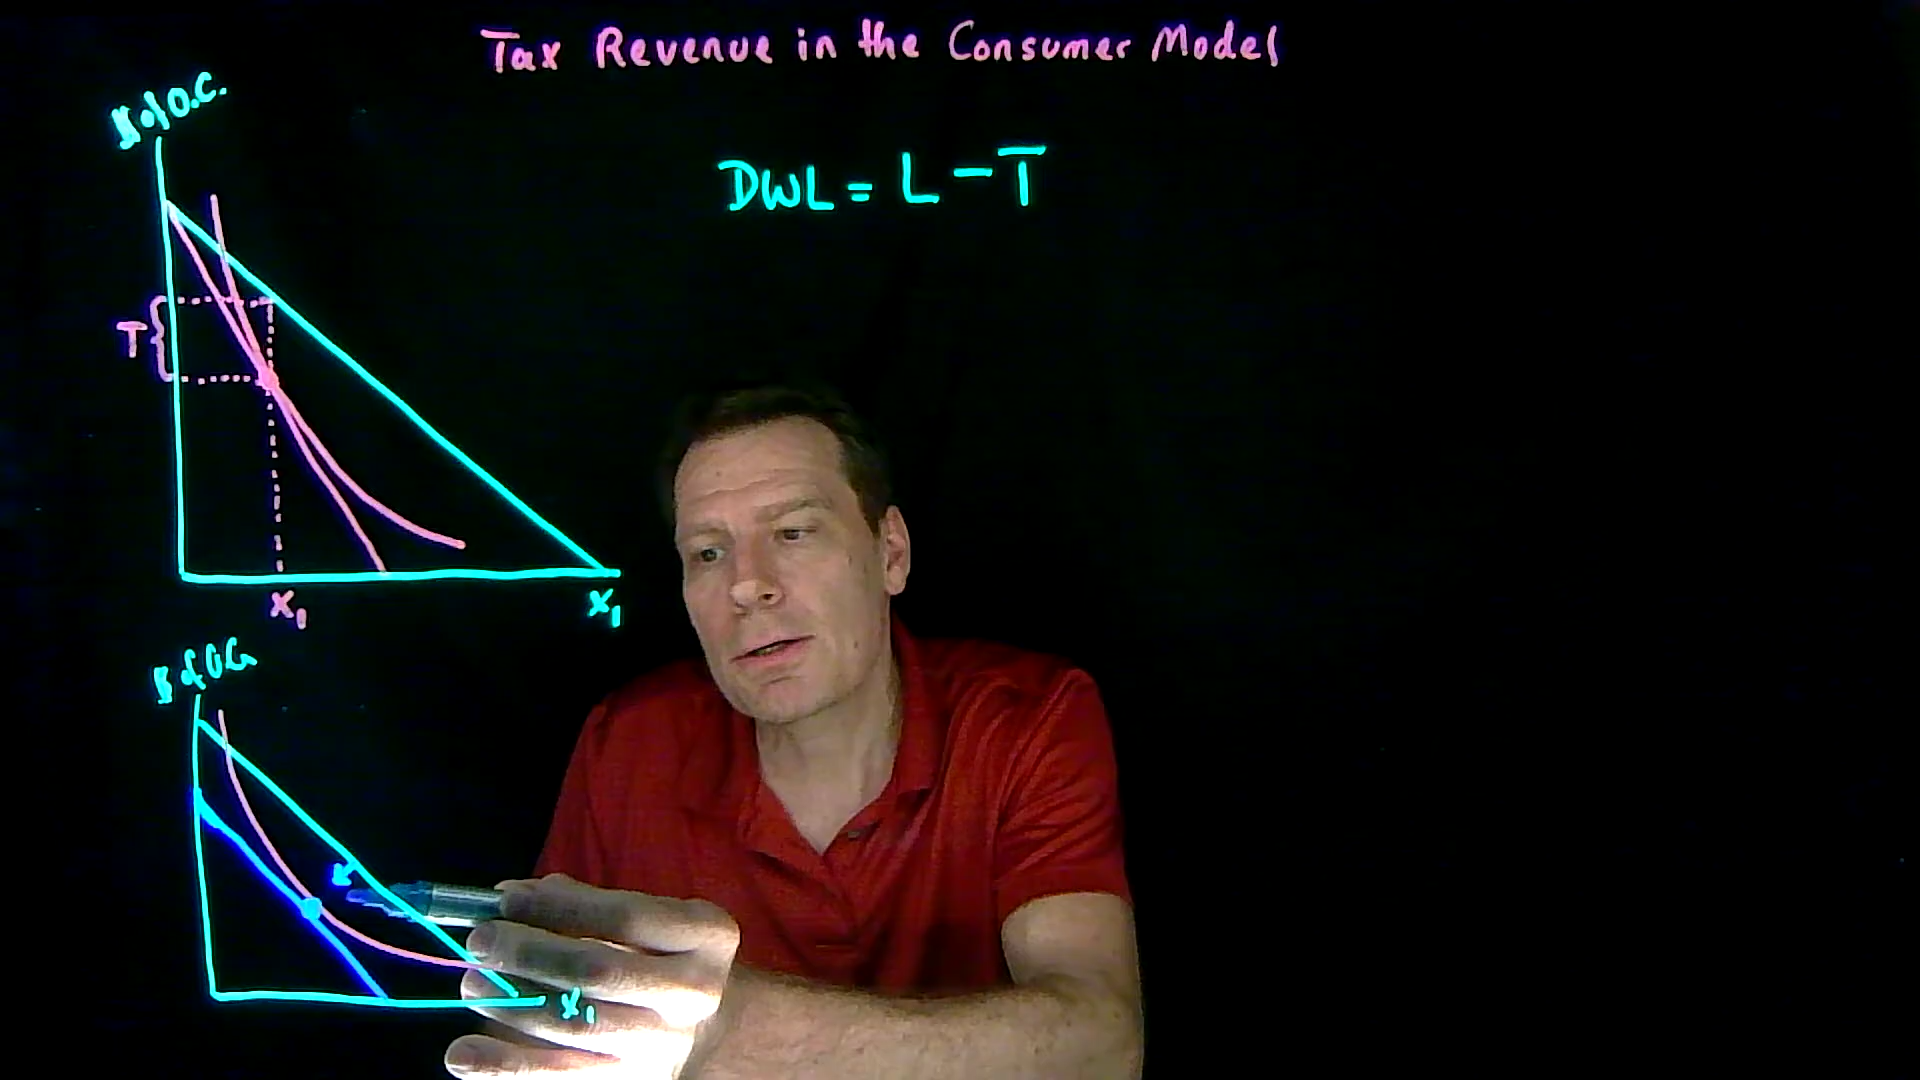 Tax Revenue in the Consumer Model
$ of O.C.
DWL = L - T
T
x₁
x₁
$ of O.G.
x₁